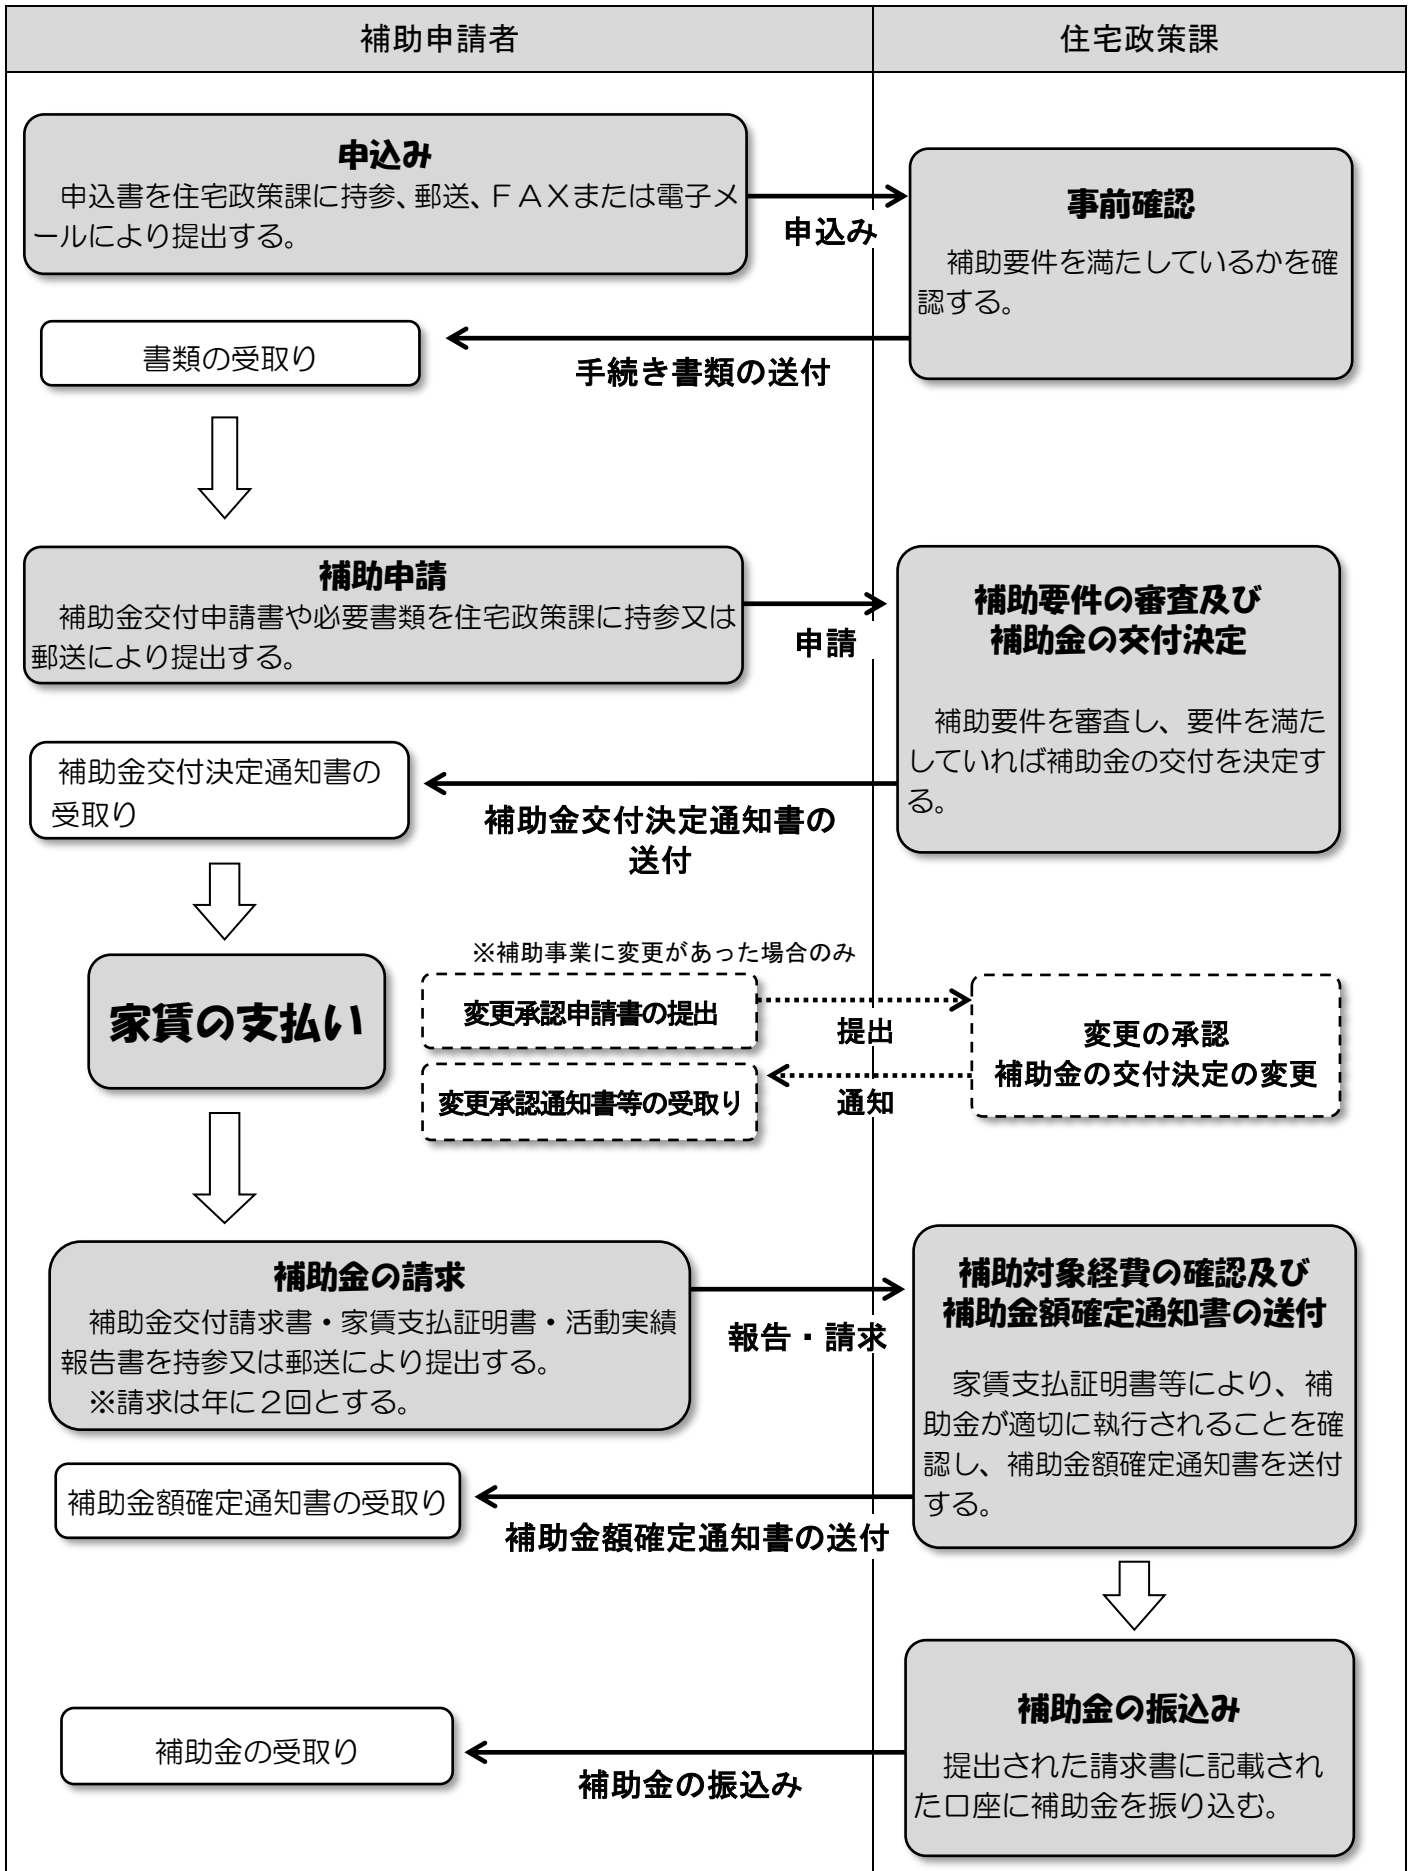 補助申請者
住宅政策課
申込み
申込書を住宅政策課に持参、郵送、ＦＡＸまたは電子メ
ールにより提出する。
申込み
事前確認
補助要件を満たしているかを確
認する。
書類の受取り
手続き書類の送付
補助申請
補助金交付申請書や必要書類を住宅政策課に持参又は
郵送により提出する。
申請
補助要件の審査及び
補助金の交付決定
補助要件を審査し、要件を満た
していれば補助金の交付を決定す
る。
補助金交付決定通知書の
受取り
補助金交付決定通知書の
送付
家賃の支払い
※補助事業に変更があった場合のみ
変更承認申請書の提出
提出
変更の承認
補助金の交付決定の変更
変更承認通知書等の受取り
通知
補助金の請求
補助金交付請求書・家賃支払証明書・活動実績
報告書を持参又は郵送により提出する。
※請求は年に２回とする。
報告・請求
補助対象経費の確認及び
補助金額確定通知書の送付
家賃支払証明書等により、補
助金が適切に執行されることを確
認し、補助金額確定通知書を送付
する。
補助金額確定通知書の受取り
補助金額確定通知書の送付
補助金の振込み
提出された請求書に記載され
た口座に補助金を振り込む。
補助金の受取り
補助金の振込み